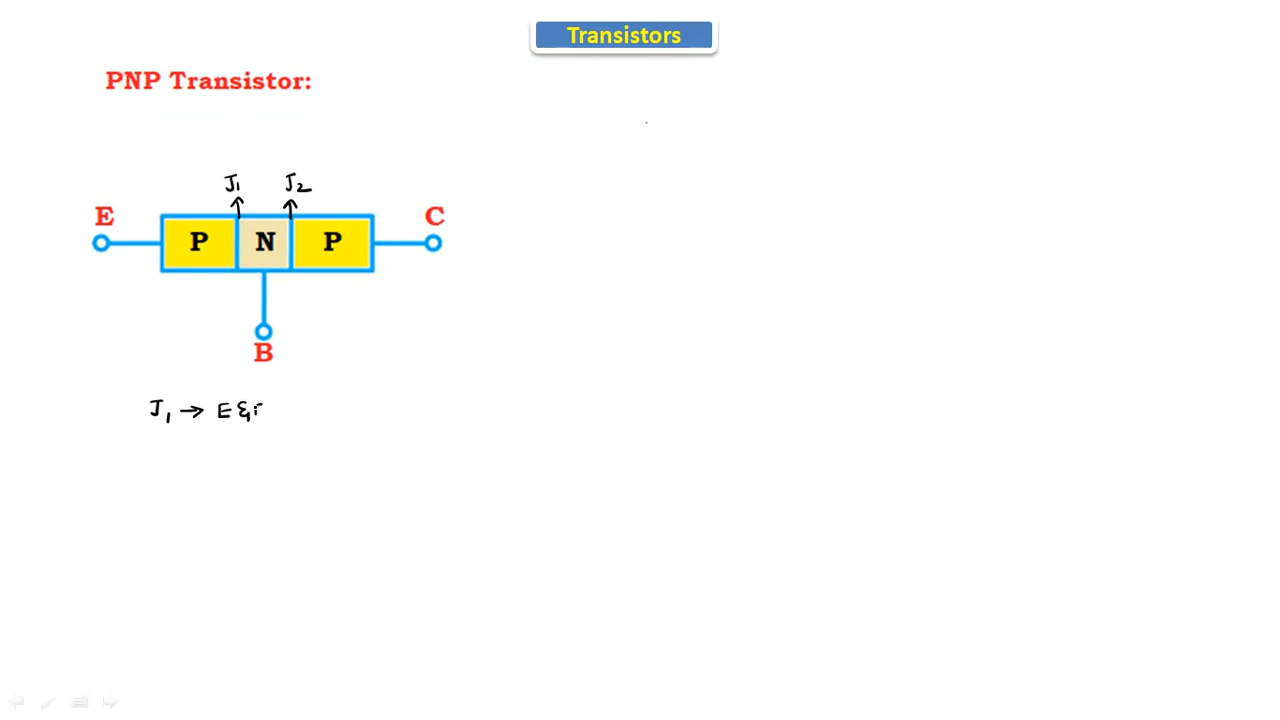 Transistors
PNP Transistor:
J1 J2
E P N P C
B
J1 → E &